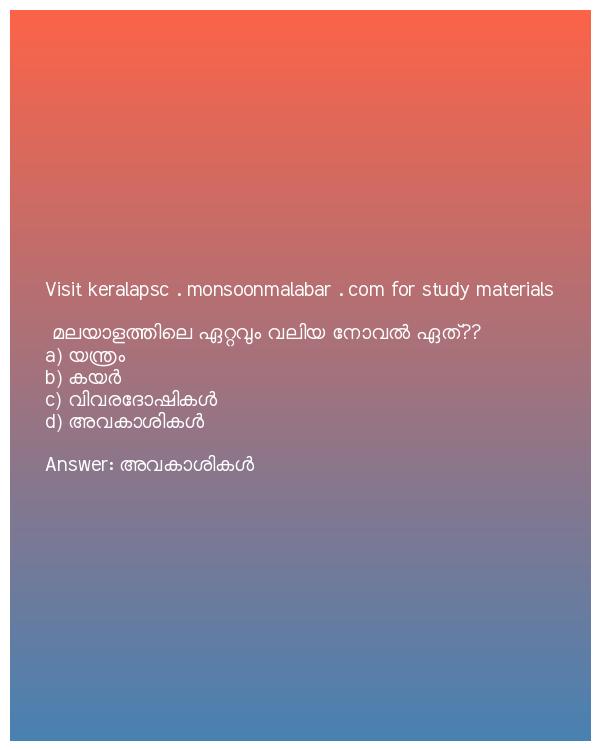 Visit keralapsc . monsoonmalabar . com for study materials
മലയാളത്തിലെ ഏറ്റവും വലിയ നോവൽ ഏത്??
a) യന്ത്രം
b) കയർ
c) വിവരദോഷികൾ
d) അവകാശികൾ
Answer: അവകാശികൾ